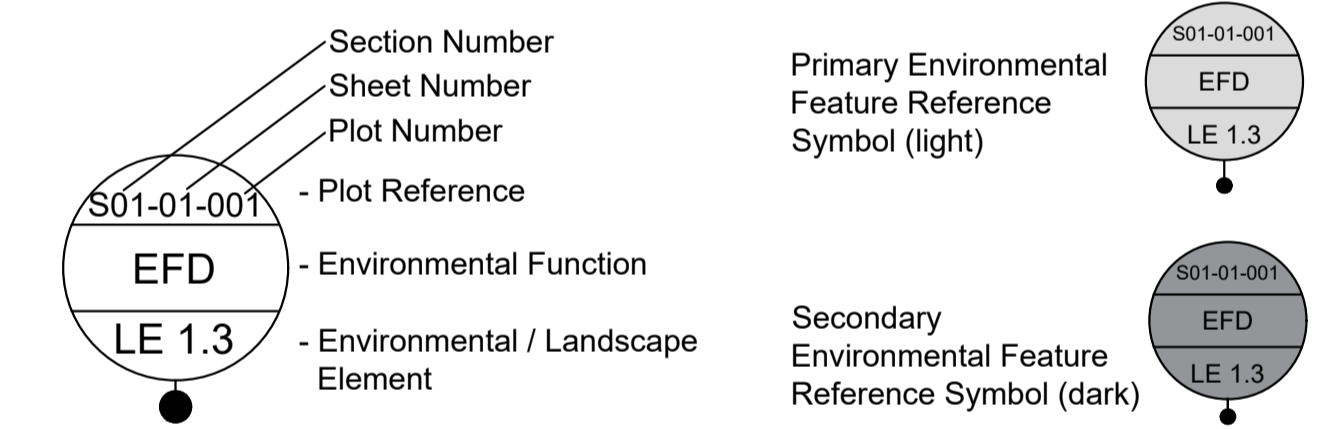 Section Number
Sheet Number
Plot Number
S01-01-001
- Plot Reference
EFD
- Environmental Function
LE 1.3
- Environmental / Landscape
Element
Primary Environmental
Feature Reference
Symbol (light)
S01-01-001
EFD
LE 1.3
Secondary
Environmental Feature
Reference Symbol (dark)
S01-01-001
EFD
LE 1.3